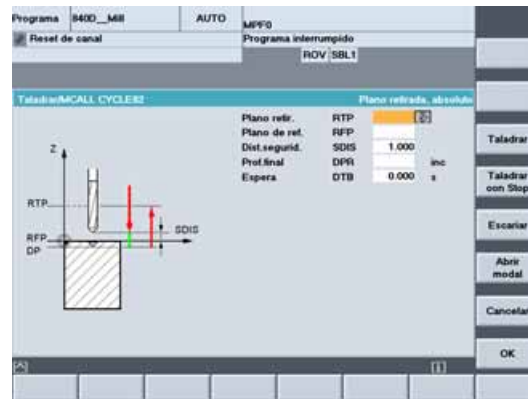 Programa 840D__Mill AUTO MPF0
Reset de canal Programa interrumpido
ROV SBL1
Taladrar/MCALL CYCLE82 Plano retirada, absoluto
Plano retir. RTP
Plano de ref. RFP
Dist.segurid. SDIS 1.000
Prof.final DPR inc
Espera DTB 0.000 s
Z
RTP
RFP
DP
SDIS
Taladrar
Taladrar
con Stop
Escariar
Abrir
modal
Cancelar
OK